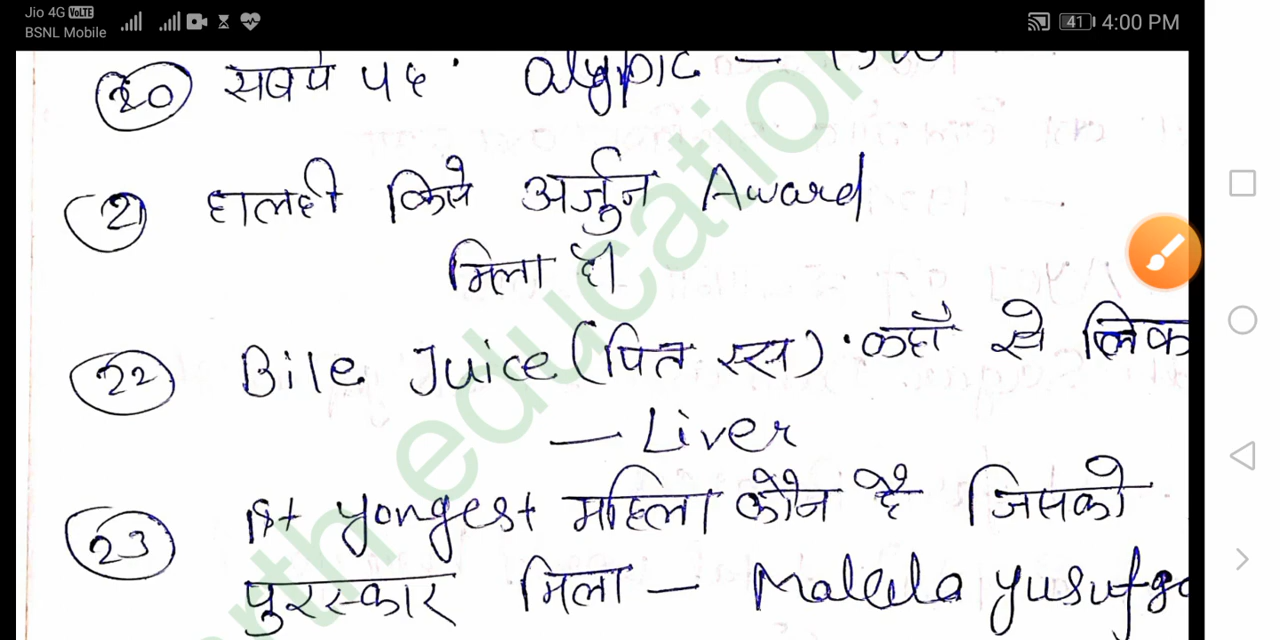 Jio 4G VoLTE
BSNL Mobile
41 4:00 PM
20 सबसे
21 हालही किसे अर्जुन Award
मिला है।
22 Bile Juice (पित रस) कहाँ से
— Liver
23 1st yongest महिला कौन है जिसको
पुरस्कार मिला — Malala
education